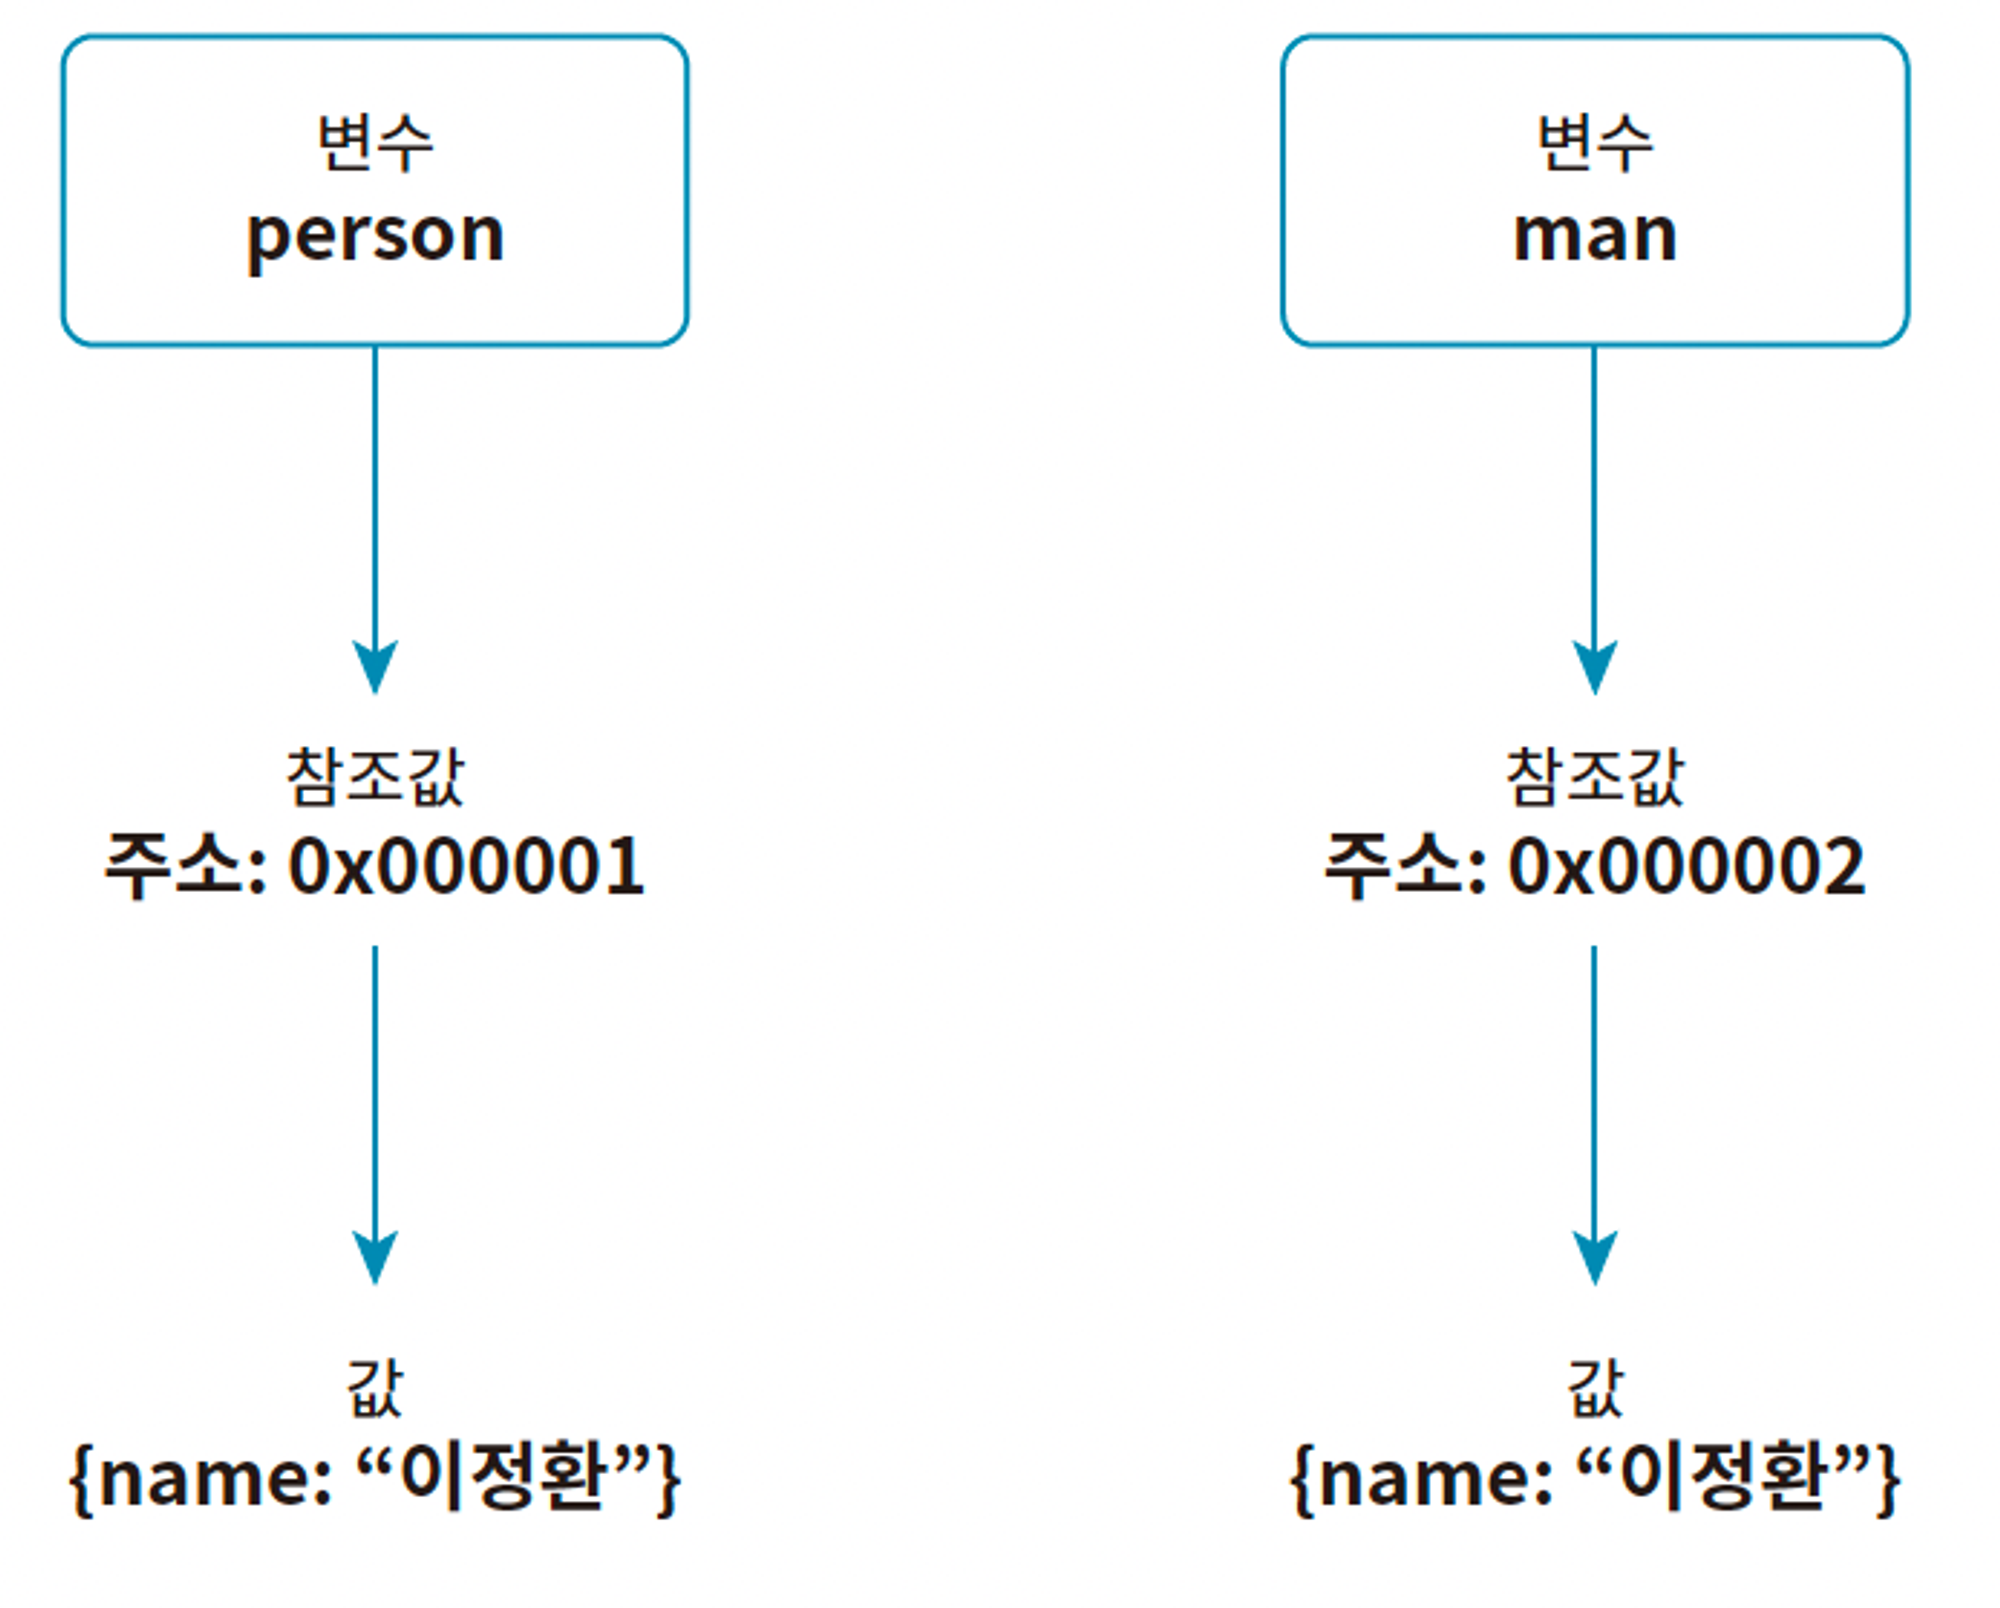 변수
person
참조값
주소: 0x000001
값
{name: “이정환”}
변수
man
참조값
주소: 0x000002
값
{name: “이정환”}